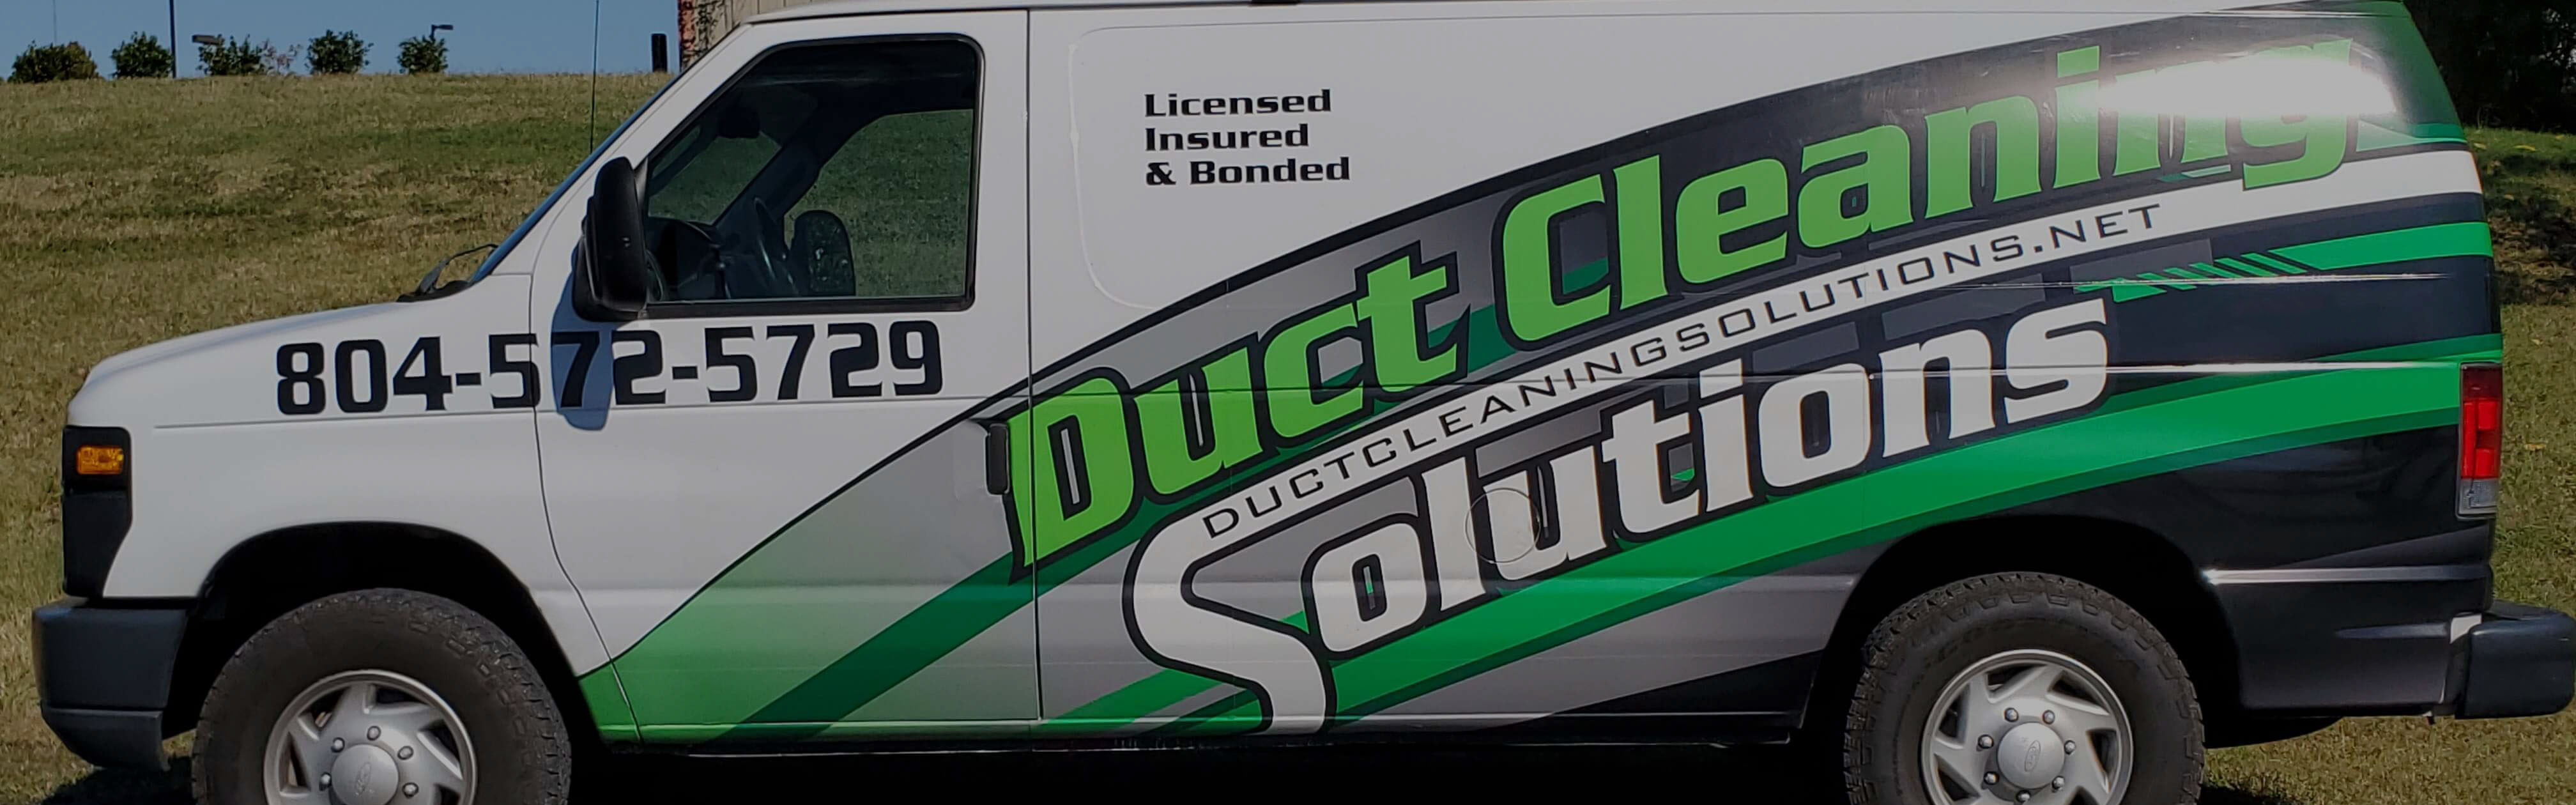 Licensed
Insured
& Bonded
804-572-5729
Duct Cleaning
DUCTCLEANINGSOLUTIONS.NET
Solutions